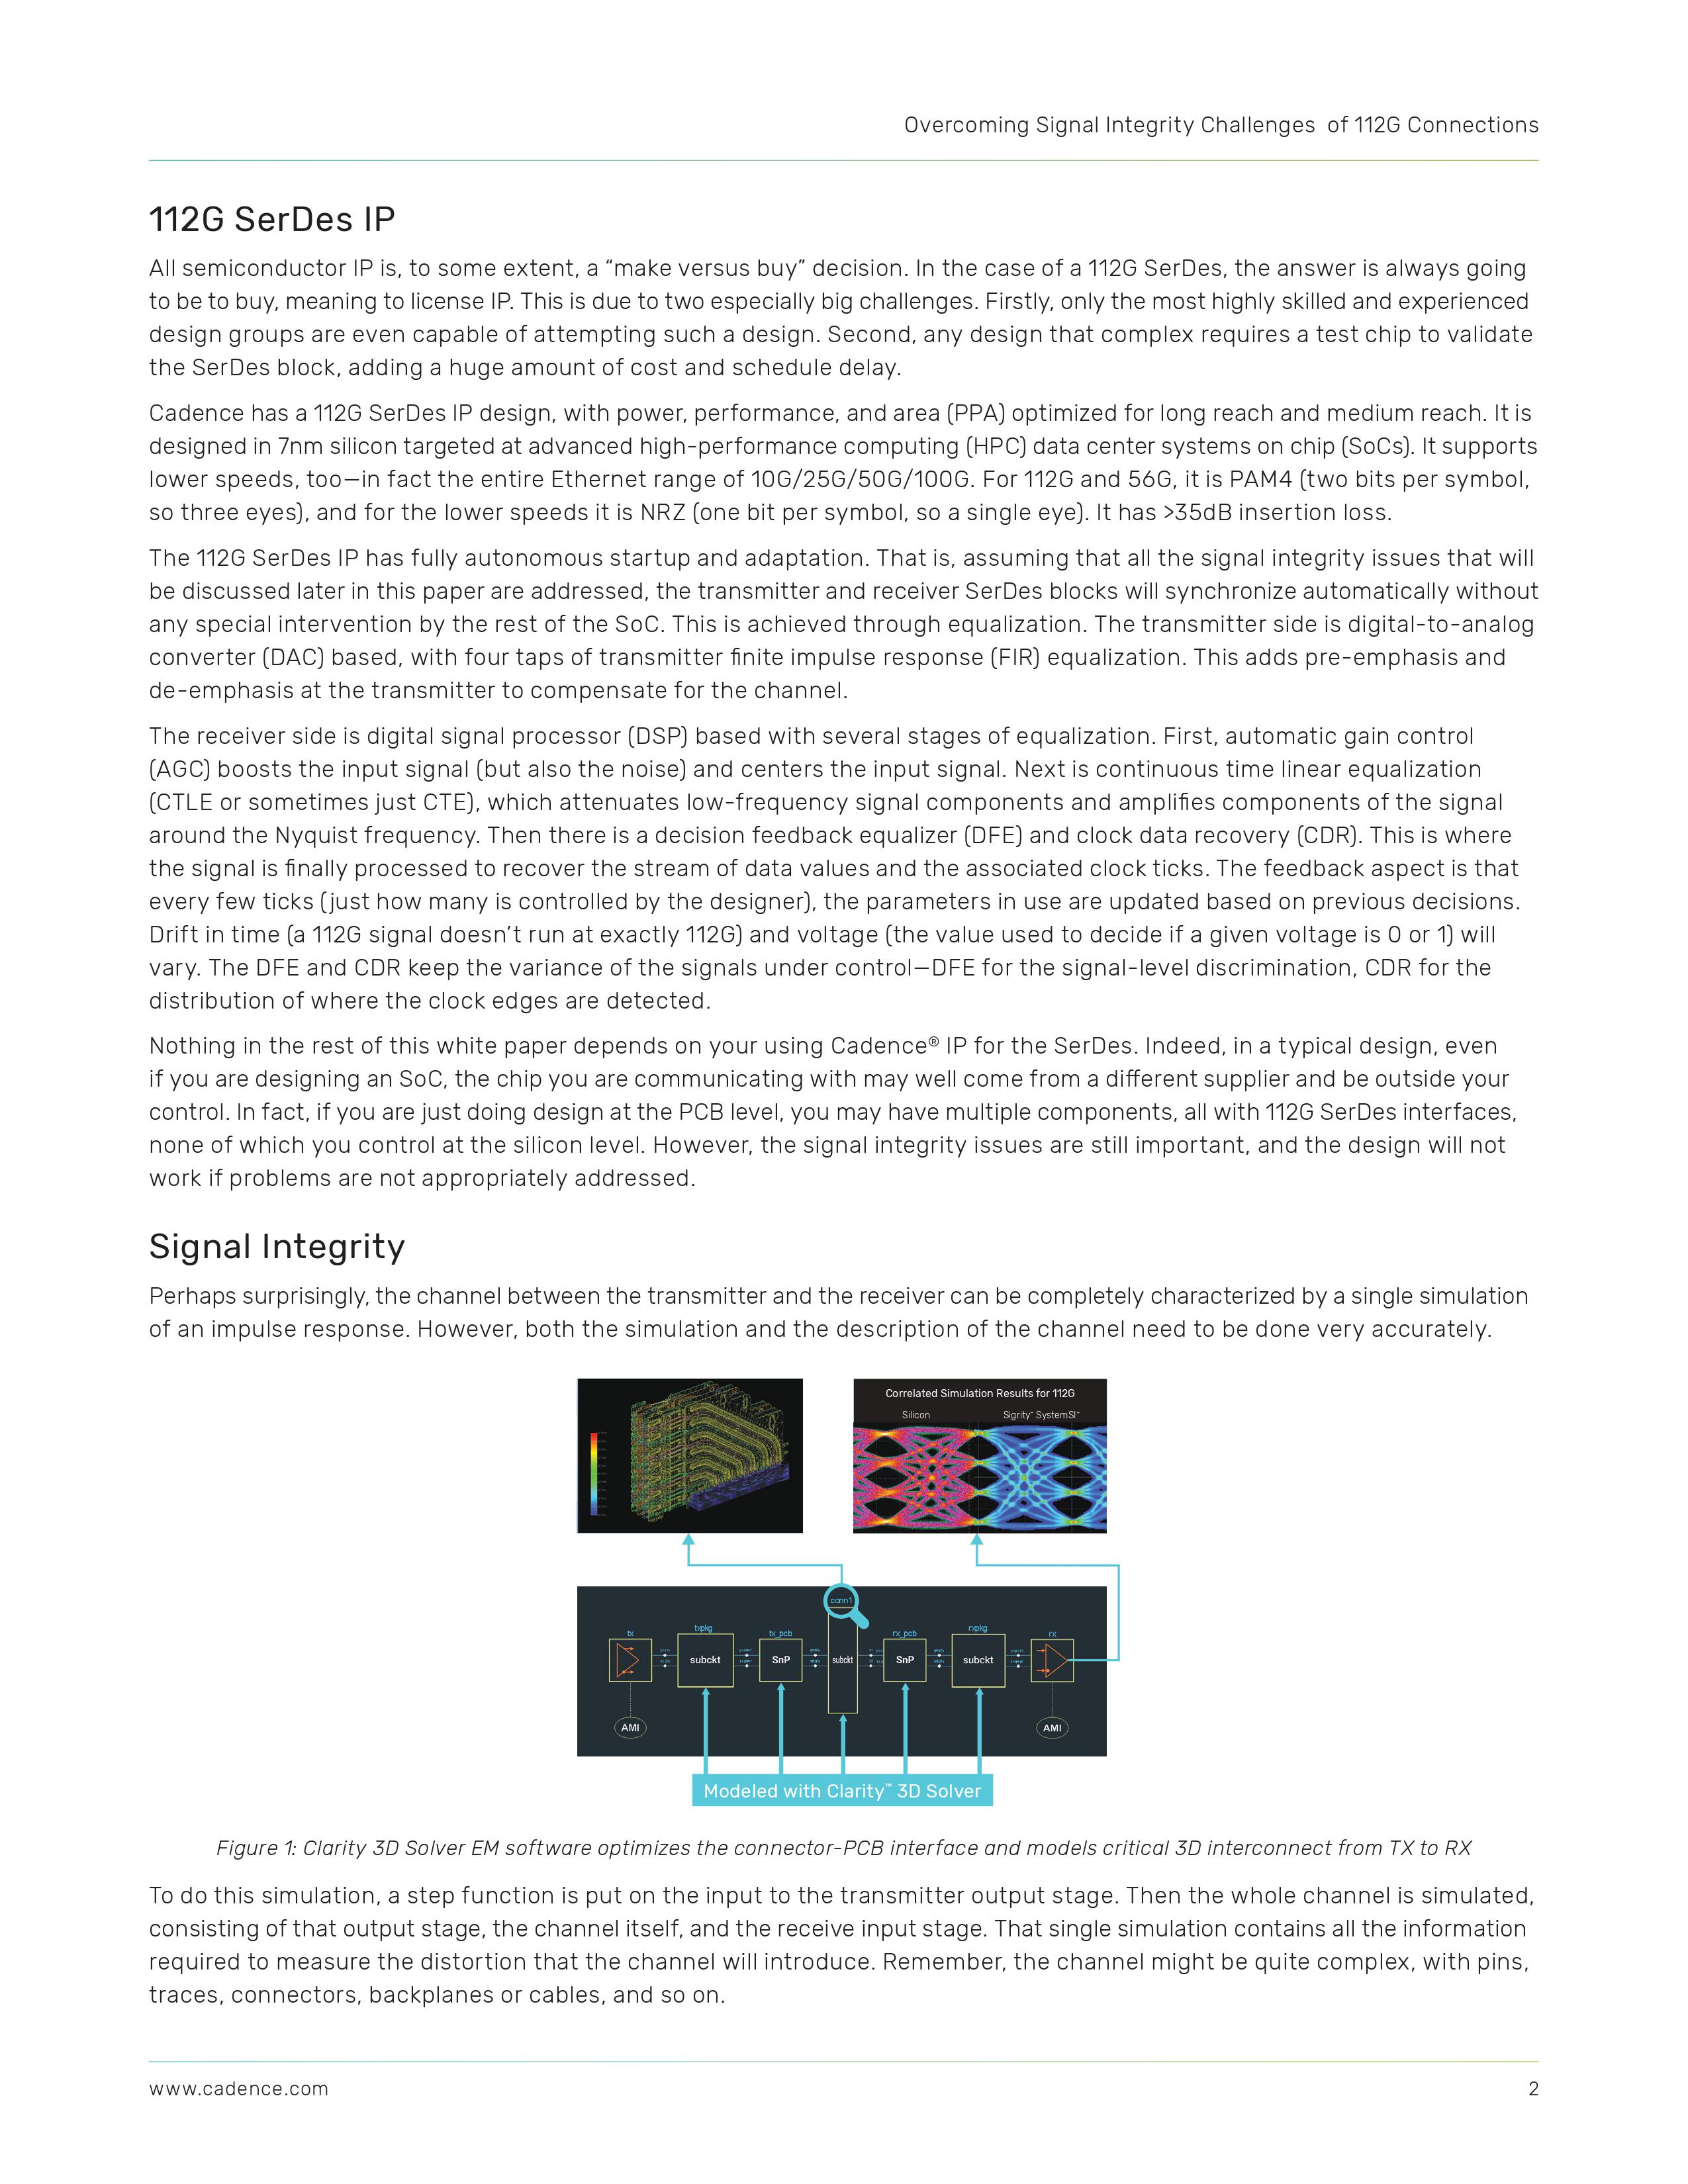 Overcoming Signal Integrity Challenges of 112G Connections
112G SerDes IP
All semiconductor IP is, to some extent, a “make versus buy” decision. In the case of a 112G SerDes, the answer is always going
to be to buy, meaning to license IP. This is due to two especially big challenges. Firstly, only the most highly skilled and experienced
design groups are even capable of attempting such a design. Second, any design that complex requires a test chip to validate
the SerDes block, adding a huge amount of cost and schedule delay.
Cadence has a 112G SerDes IP design, with power, performance, and area (PPA) optimized for long reach and medium reach. It is
designed in 7nm silicon targeted at advanced high-performance computing (HPC) data center systems on chip (SoCs). It supports
lower speeds, too—in fact the entire Ethernet range of 10G/25G/50G/100G. For 112G and 56G, it is PAM4 (two bits per symbol,
so three eyes), and for the lower speeds it is NRZ (one bit per symbol, so a single eye). It has >35dB insertion loss.
The 112G SerDes IP has fully autonomous startup and adaptation. That is, assuming that all the signal integrity issues that will
be discussed later in this paper are addressed, the transmitter and receiver SerDes blocks will synchronize automatically without
any special intervention by the rest of the SoC. This is achieved through equalization. The transmitter side is digital-to-analog
converter (DAC) based, with four taps of transmitter finite impulse response (FIR) equalization. This adds pre-emphasis and
de-emphasis at the transmitter to compensate for the channel.
The receiver side is digital signal processor (DSP) based with several stages of equalization. First, automatic gain control
(AGC) boosts the input signal (but also the noise) and centers the input signal. Next is continuous time linear equalization
(CTLE or sometimes just CTE), which attenuates low-frequency signal components and amplifies components of the signal
around the Nyquist frequency. Then there is a decision feedback equalizer (DFE) and clock data recovery (CDR). This is where
the signal is finally processed to recover the stream of data values and the associated clock ticks. The feedback aspect is that
every few ticks (just how many is controlled by the designer), the parameters in use are updated based on previous decisions.
Drift in time (a 112G signal doesn’t run at exactly 112G) and voltage (the value used to decide if a given voltage is 0 or 1) will
vary. The DFE and CDR keep the variance of the signals under control—DFE for the signal-level discrimination, CDR for the
distribution of where the clock edges are detected.
Nothing in the rest of this white paper depends on your using Cadence® IP for the SerDes. Indeed, in a typical design, even
if you are designing an SoC, the chip you are communicating with may well come from a different supplier and be outside your
control. In fact, if you are just doing design at the PCB level, you may have multiple components, all with 112G SerDes interfaces,
none of which you control at the silicon level. However, the signal integrity issues are still important, and the design will not
work if problems are not appropriately addressed.
Signal Integrity
Perhaps surprisingly, the channel between the transmitter and the receiver can be completely characterized by a single simulation
of an impulse response. However, both the simulation and the description of the channel need to be done very accurately.
Correlated Simulation Results for 112G
Silicon Sigrity™ SystemSI™
conn1
tx txpkg tx_pcb rx_pcb rxpkg rx
subckt SnP subckt SnP subckt
AMI AMI
Modeled with Clarity™ 3D Solver
Figure 1: Clarity 3D Solver EM software optimizes the connector-PCB interface and models critical 3D interconnect from TX to RX
To do this simulation, a step function is put on the input to the transmitter output stage. Then the whole channel is simulated,
consisting of that output stage, the channel itself, and the receive input stage. That single simulation contains all the information
required to measure the distortion that the channel will introduce. Remember, the channel might be quite complex, with pins,
traces, connectors, backplanes or cables, and so on.
www.cadence.com 2